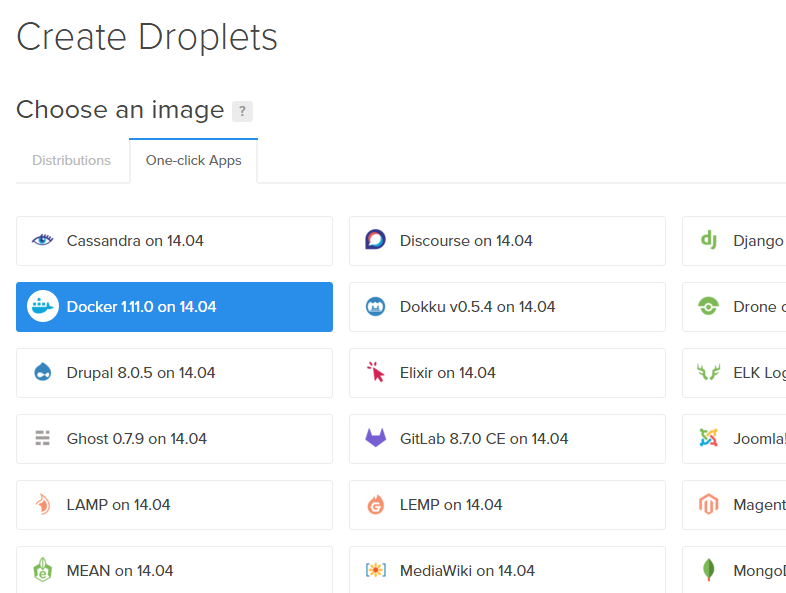 Create Droplets
Choose an image ?
Distributions
One-click Apps
Cassandra on 14.04
Discourse on 14.04
Django
Docker 1.11.0 on 14.04
Dokku v0.5.4 on 14.04
Drone
Drupal 8.0.5 on 14.04
Elixir on 14.04
ELK
Ghost 0.7.9 on 14.04
GitLab 8.7.0 CE on 14.04
Joomla!
LAMP on 14.04
LEMP on 14.04
Magent
MEAN on 14.04
MediaWiki on 14.04